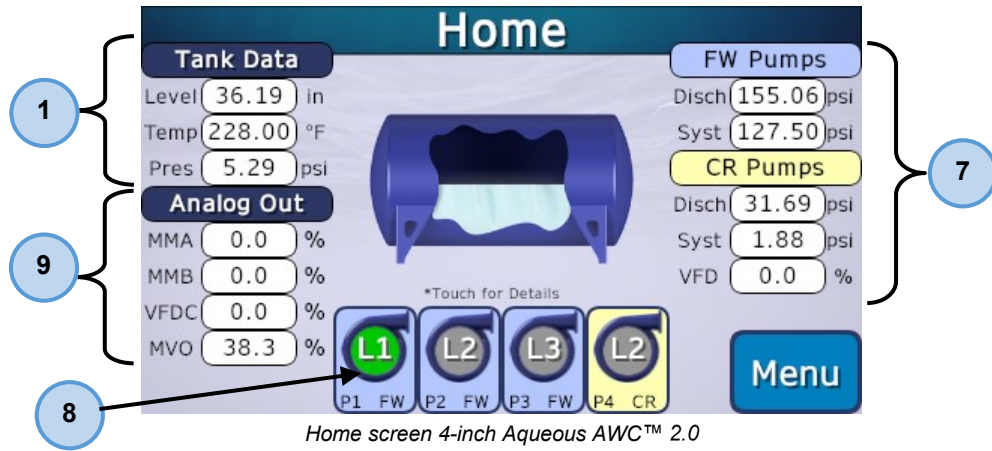 Home
1
Tank Data
Level 36.19 in
Temp 228.00 °F
Pres 5.29 psi
9
Analog Out
MMA 0.0 %
MMB 0.0 %
VFDC 0.0 %
MVO 38.3 %
FW Pumps
Disch 155.06 psi
Syst 127.50 psi
CR Pumps
Disch 31.69 psi
Syst 1.88 psi
VFD 0.0 %
7
*Touch for Details
L1 L2 L3 L2
P1 FW P2 FW P3 FW P4 CR
Menu
8
Home screen 4-inch Aqueous AWC™ 2.0